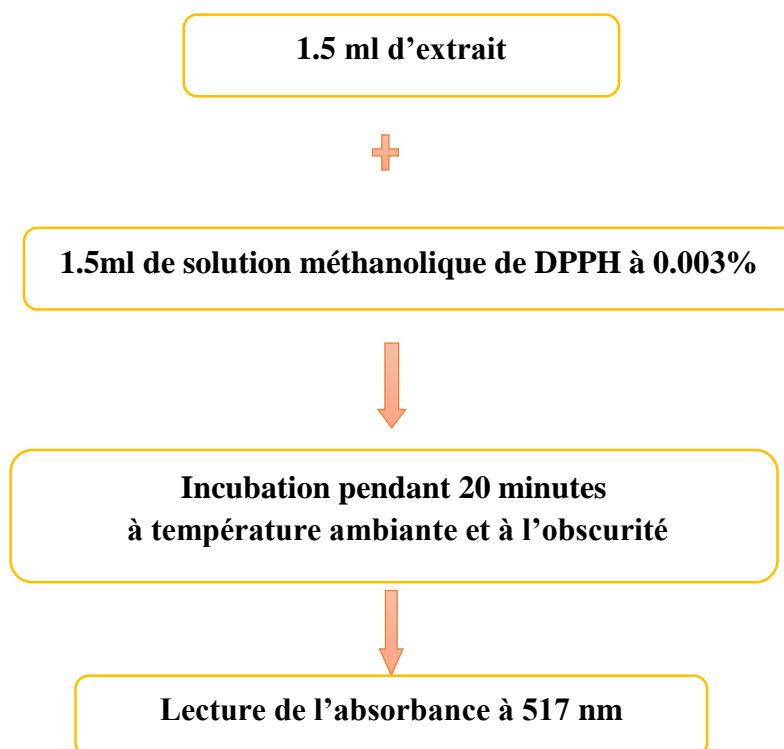 1.5 ml d’extrait
1.5ml de solution méthanolique de DPPH à 0.003%
Incubation pendant 20 minutes
à température ambiante et à l’obscurité
Lecture de l’absorbance à 517 nm